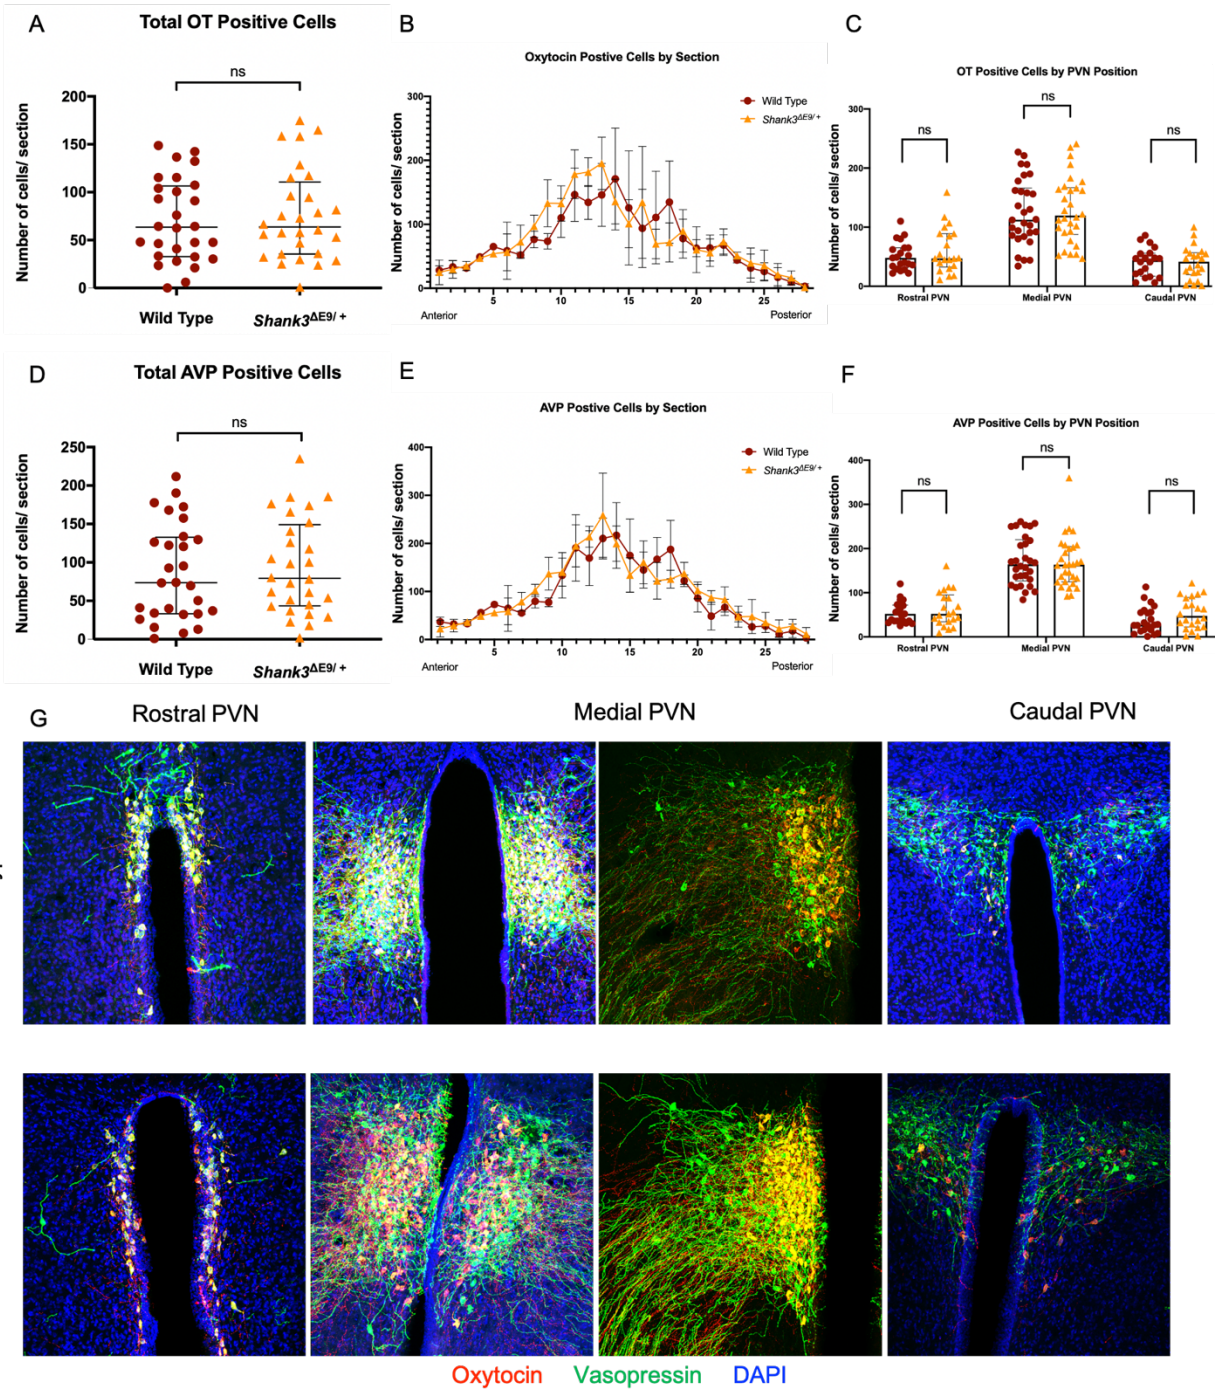 A
Total OT Positive Cells
ns
Number of cells/ section
200
150
100
50
0
Wild Type
Shank3ΔE9/ +
B
Oxytocin Postive Cells by Section
Wild Type
Shank3ΔE9/ +
Number of cells/ section
300
200
100
0
5
10
15
20
25
Anterior
Posterior
C
OT Positive Cells by PVN Position
ns
ns
ns
Number of cells/ section
300
200
100
0
Rostral PVN
Medial PVN
Caudal PVN
D
Total AVP Positive Cells
ns
Number of cells/ section
250
200
150
100
50
0
Wild Type
Shank3ΔE9/ +
E
AVP Postive Cells by Section
Wild Type
Shank3ΔE9/ +
Number of cells/ section
400
300
200
100
0
5
10
15
20
25
Anterior
Posterior
F
AVP Positive Cells by PVN Position
ns
ns
ns
Number of cells/ section
400
300
200
100
0
Rostral PVN
Medial PVN
Caudal PVN
G
Rostral PVN
Medial PVN
Caudal PVN
Oxytocin Vasopressin DAPI